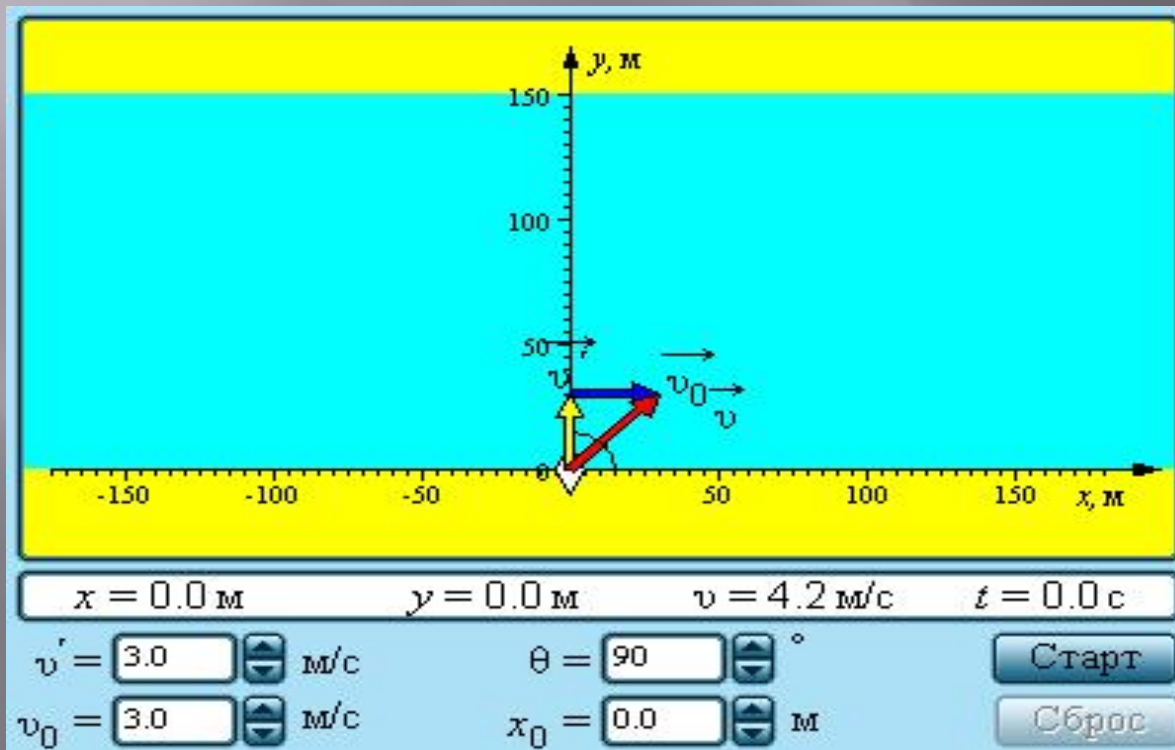 y, м
150
100
50
υ⃗′ υ⃗₀ υ⃗
0
-150 -100 -50 50 100 150 x, м
x = 0.0 м y = 0.0 м υ = 4.2 м/с t = 0.0 с
υ′ = 3.0 м/с θ = 90 ° Старт
υ₀ = 3.0 м/с x₀ = 0.0 м Сброс